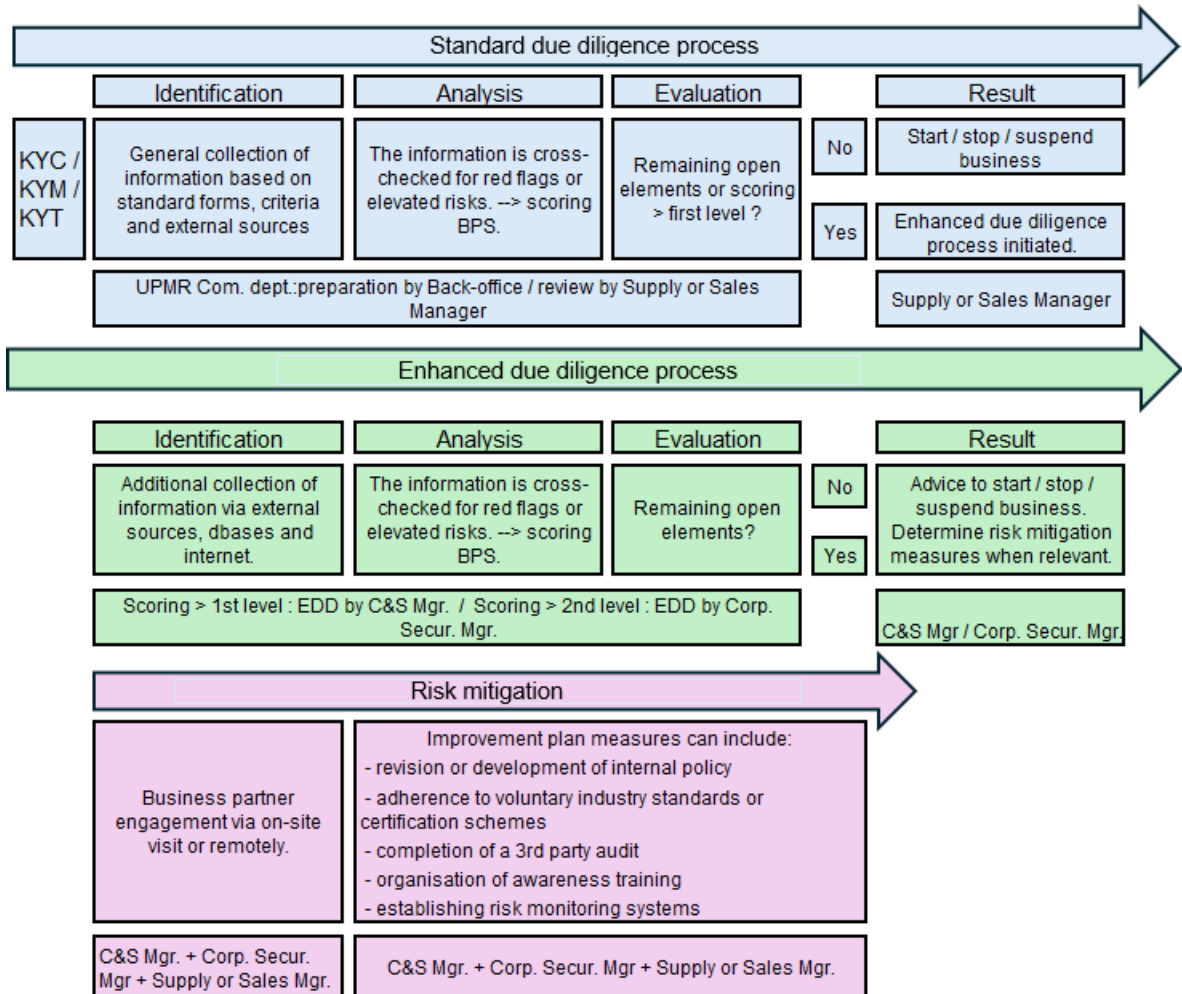 Standard due diligence process
Identification
Analysis
Evaluation
Result
KYC /
KYM /
KYT
General collection of
information based on
standard forms, criteria
and external sources
The information is cross-
checked for red flags or
elevated risks. --> scoring
BPS.
Remaining open
elements or scoring
> first level ?
No
Start / stop / suspend
business
Yes
Enhanced due diligence
process initiated.
UPMR Com. dept.:preparation by Back-office / review by Supply or Sales
Manager
Supply or Sales Manager
Enhanced due diligence process
Identification
Analysis
Evaluation
Result
Additional collection of
information via external
sources, dbases and
internet.
The information is cross-
checked for red flags or
elevated risks. --> scoring
BPS.
Remaining open
elements?
No
Yes
Advice to start / stop /
suspend business.
Determine risk mitigation
measures when relevant.
Scoring > 1st level : EDD by C&S Mgr. / Scoring > 2nd level : EDD by Corp.
Secur. Mgr.
C&S Mgr / Corp. Secur. Mgr.
Risk mitigation
Business partner
engagement via on-site
visit or remotely.
Improvement plan measures can include:
- revision or development of internal policy
- adherence to voluntary industry standards or
certification schemes
- completion of a 3rd party audit
- organisation of awareness training
- establishing risk monitoring systems
C&S Mgr. + Corp. Secur.
Mgr + Supply or Sales Mgr.
C&S Mgr. + Corp. Secur. Mgr + Supply or Sales Mgr.